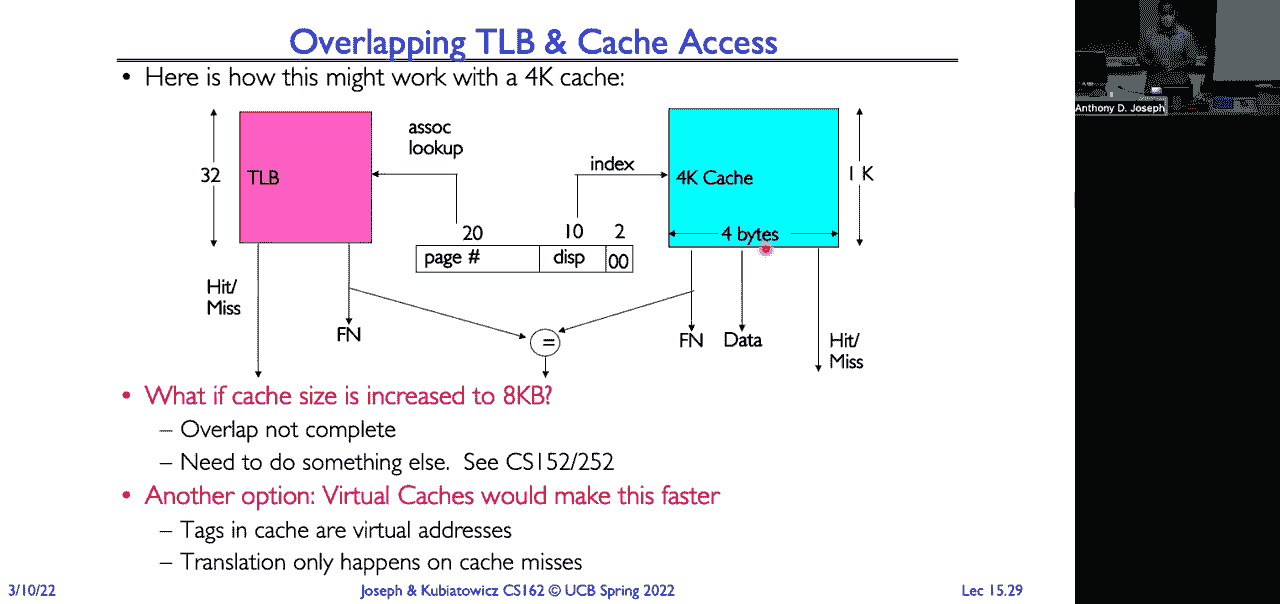 Overlapping TLB & Cache Access
Anthony D. Joseph
• Here is how this might work with a 4K cache:
assoc
lookup
index
32
TLB
4K Cache
1 K
20
10
2
4 bytes
page #
disp
00
Hit/
Miss
FN
=
FN
Data
Hit/
Miss
• What if cache size is increased to 8KB?
– Overlap not complete
– Need to do something else. See CS152/252
• Another option: Virtual Caches would make this faster
– Tags in cache are virtual addresses
– Translation only happens on cache misses
3/10/22
Joseph & Kubiatowicz CS162 © UCB Spring 2022
Lec 15.29